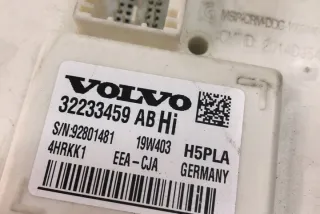 VOLVO
32233459 AB Hi
S/N:92801481 19W403 H5PLA
4HRKK1 EEA-CJA GERMANY